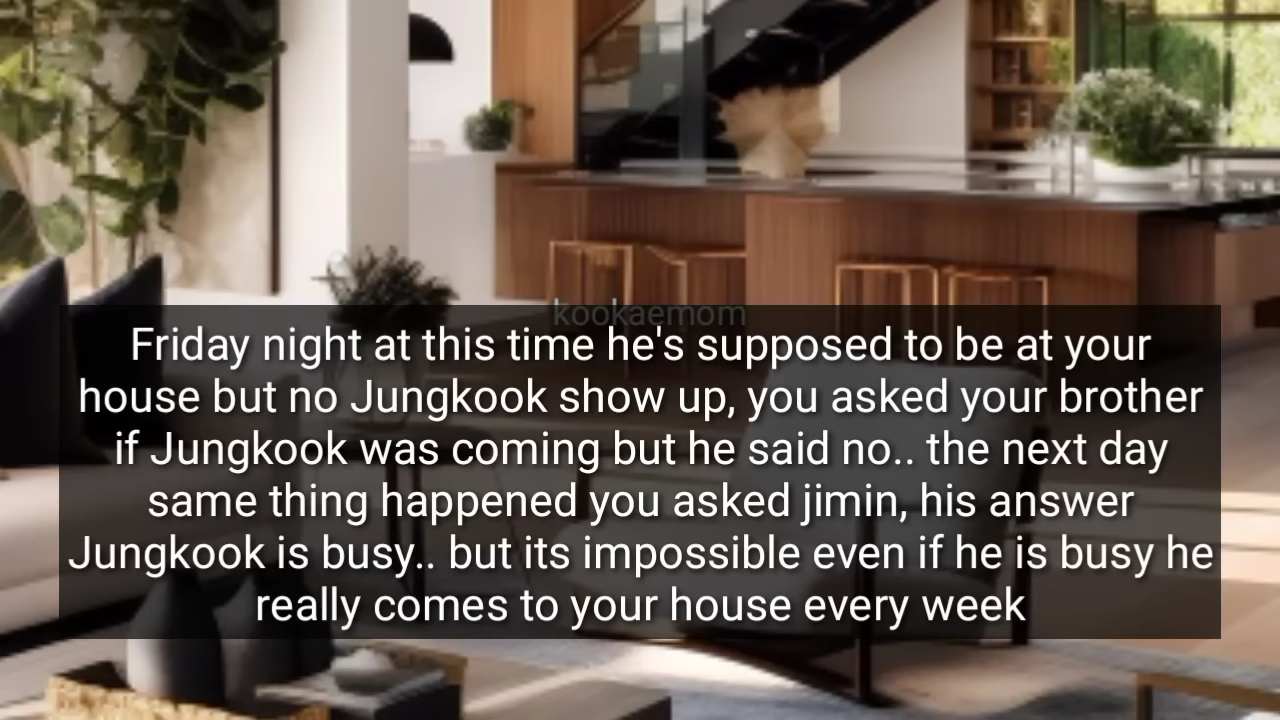 kookaemom
Friday night at this time he's supposed to be at your
house but no Jungkook show up, you asked your brother
if Jungkook was coming but he said no.. the next day
same thing happened you asked jimin, his answer
Jungkook is busy.. but its impossible even if he is busy he
really comes to your house every week